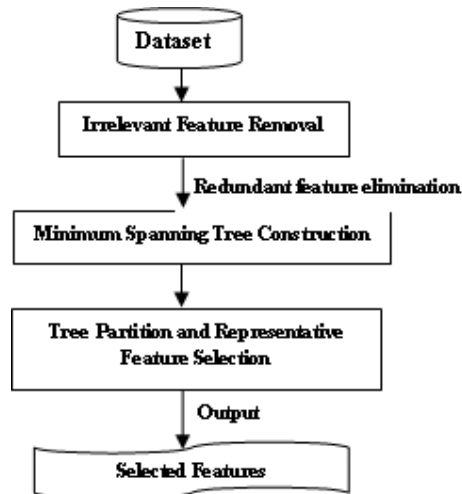 Dataset
Irrelevant Feature Removal
Redundant feature elimination
Minimum Spanning Tree Construction
Tree Partition and Representative
Feature Selection
Output
Selected Features